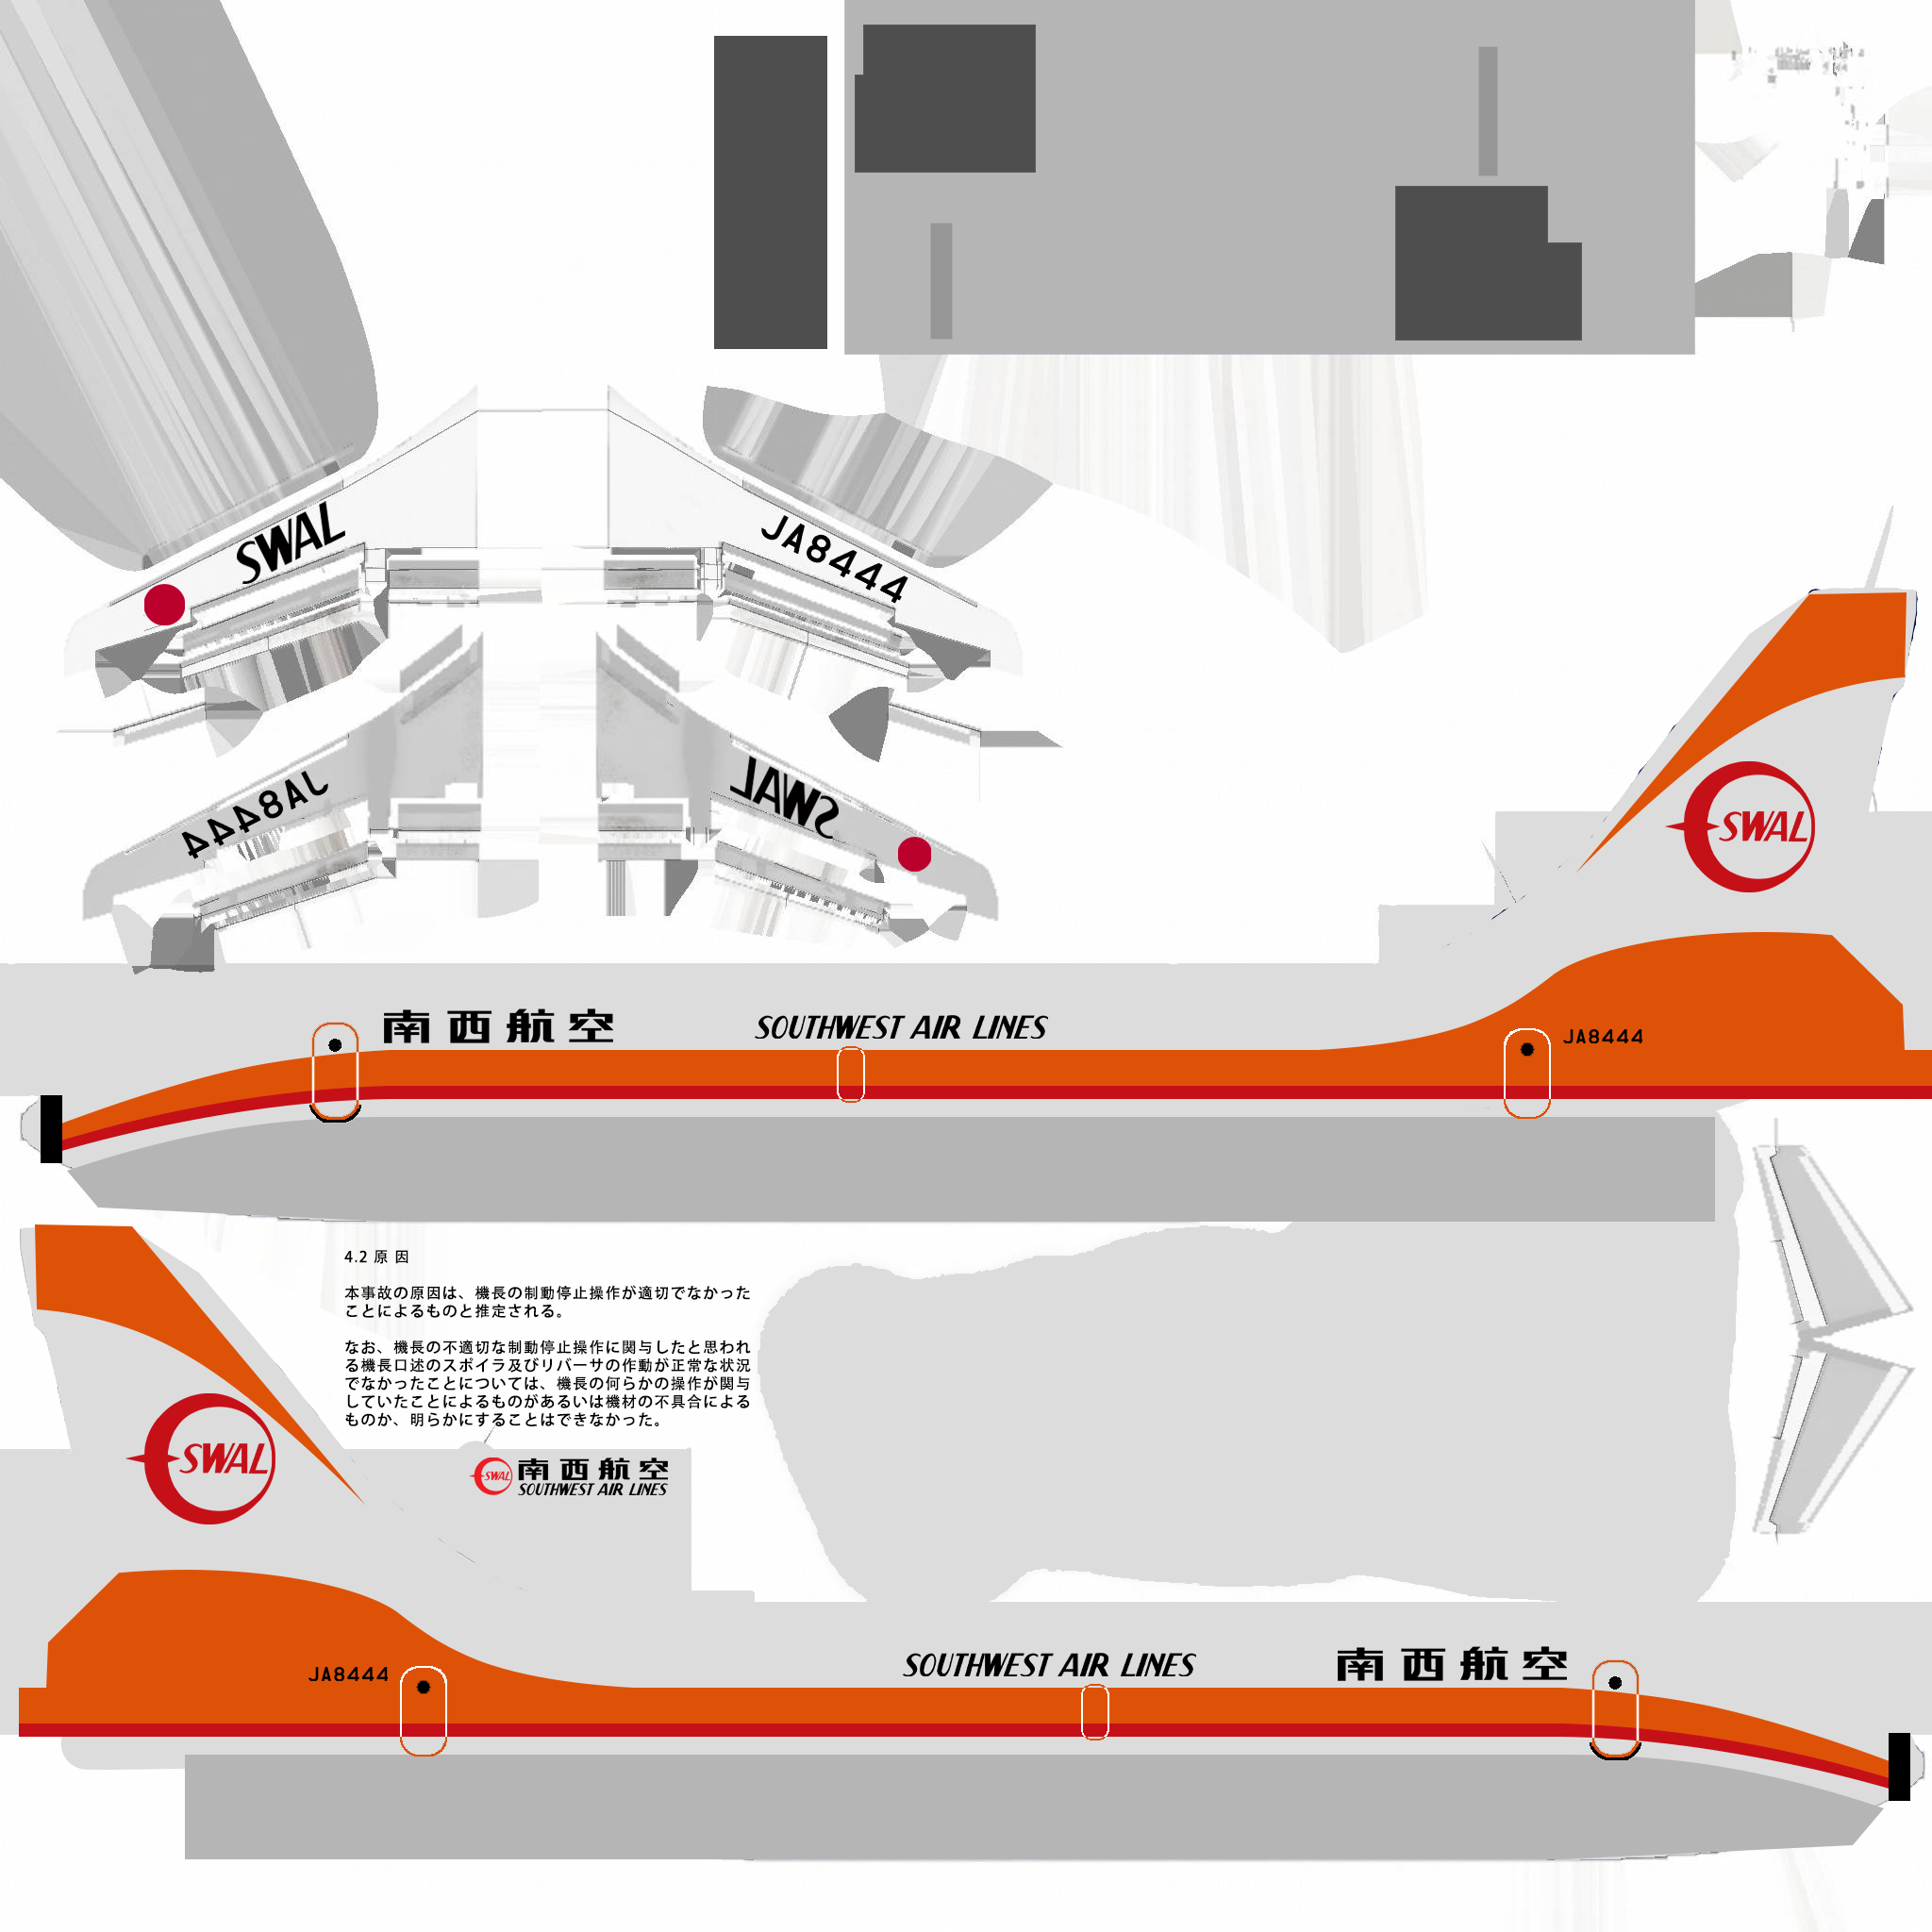 SWAL
JA8444
JA8444
SWAL
SWAL
南西航空
SOUTHWEST AIR LINES
JA8444
4.2 原 因
本事故の原因は、機長の制動停止操作が適切でなかった
ことによるものと推定される。
なお、機長の不適切な制動停止操作に関与したと思われ
る機長口述のスポイラ及びリバーサの作動が正常な状況
でなかったことについては、機長の何らかの操作が関与
していたことによるものがあるいは機材の不具合による
ものか、明らかにすることはできなかった。
SWAL
SWAL 南西航空
SOUTHWEST AIR LINES
JA8444
SOUTHWEST AIR LINES
南西航空